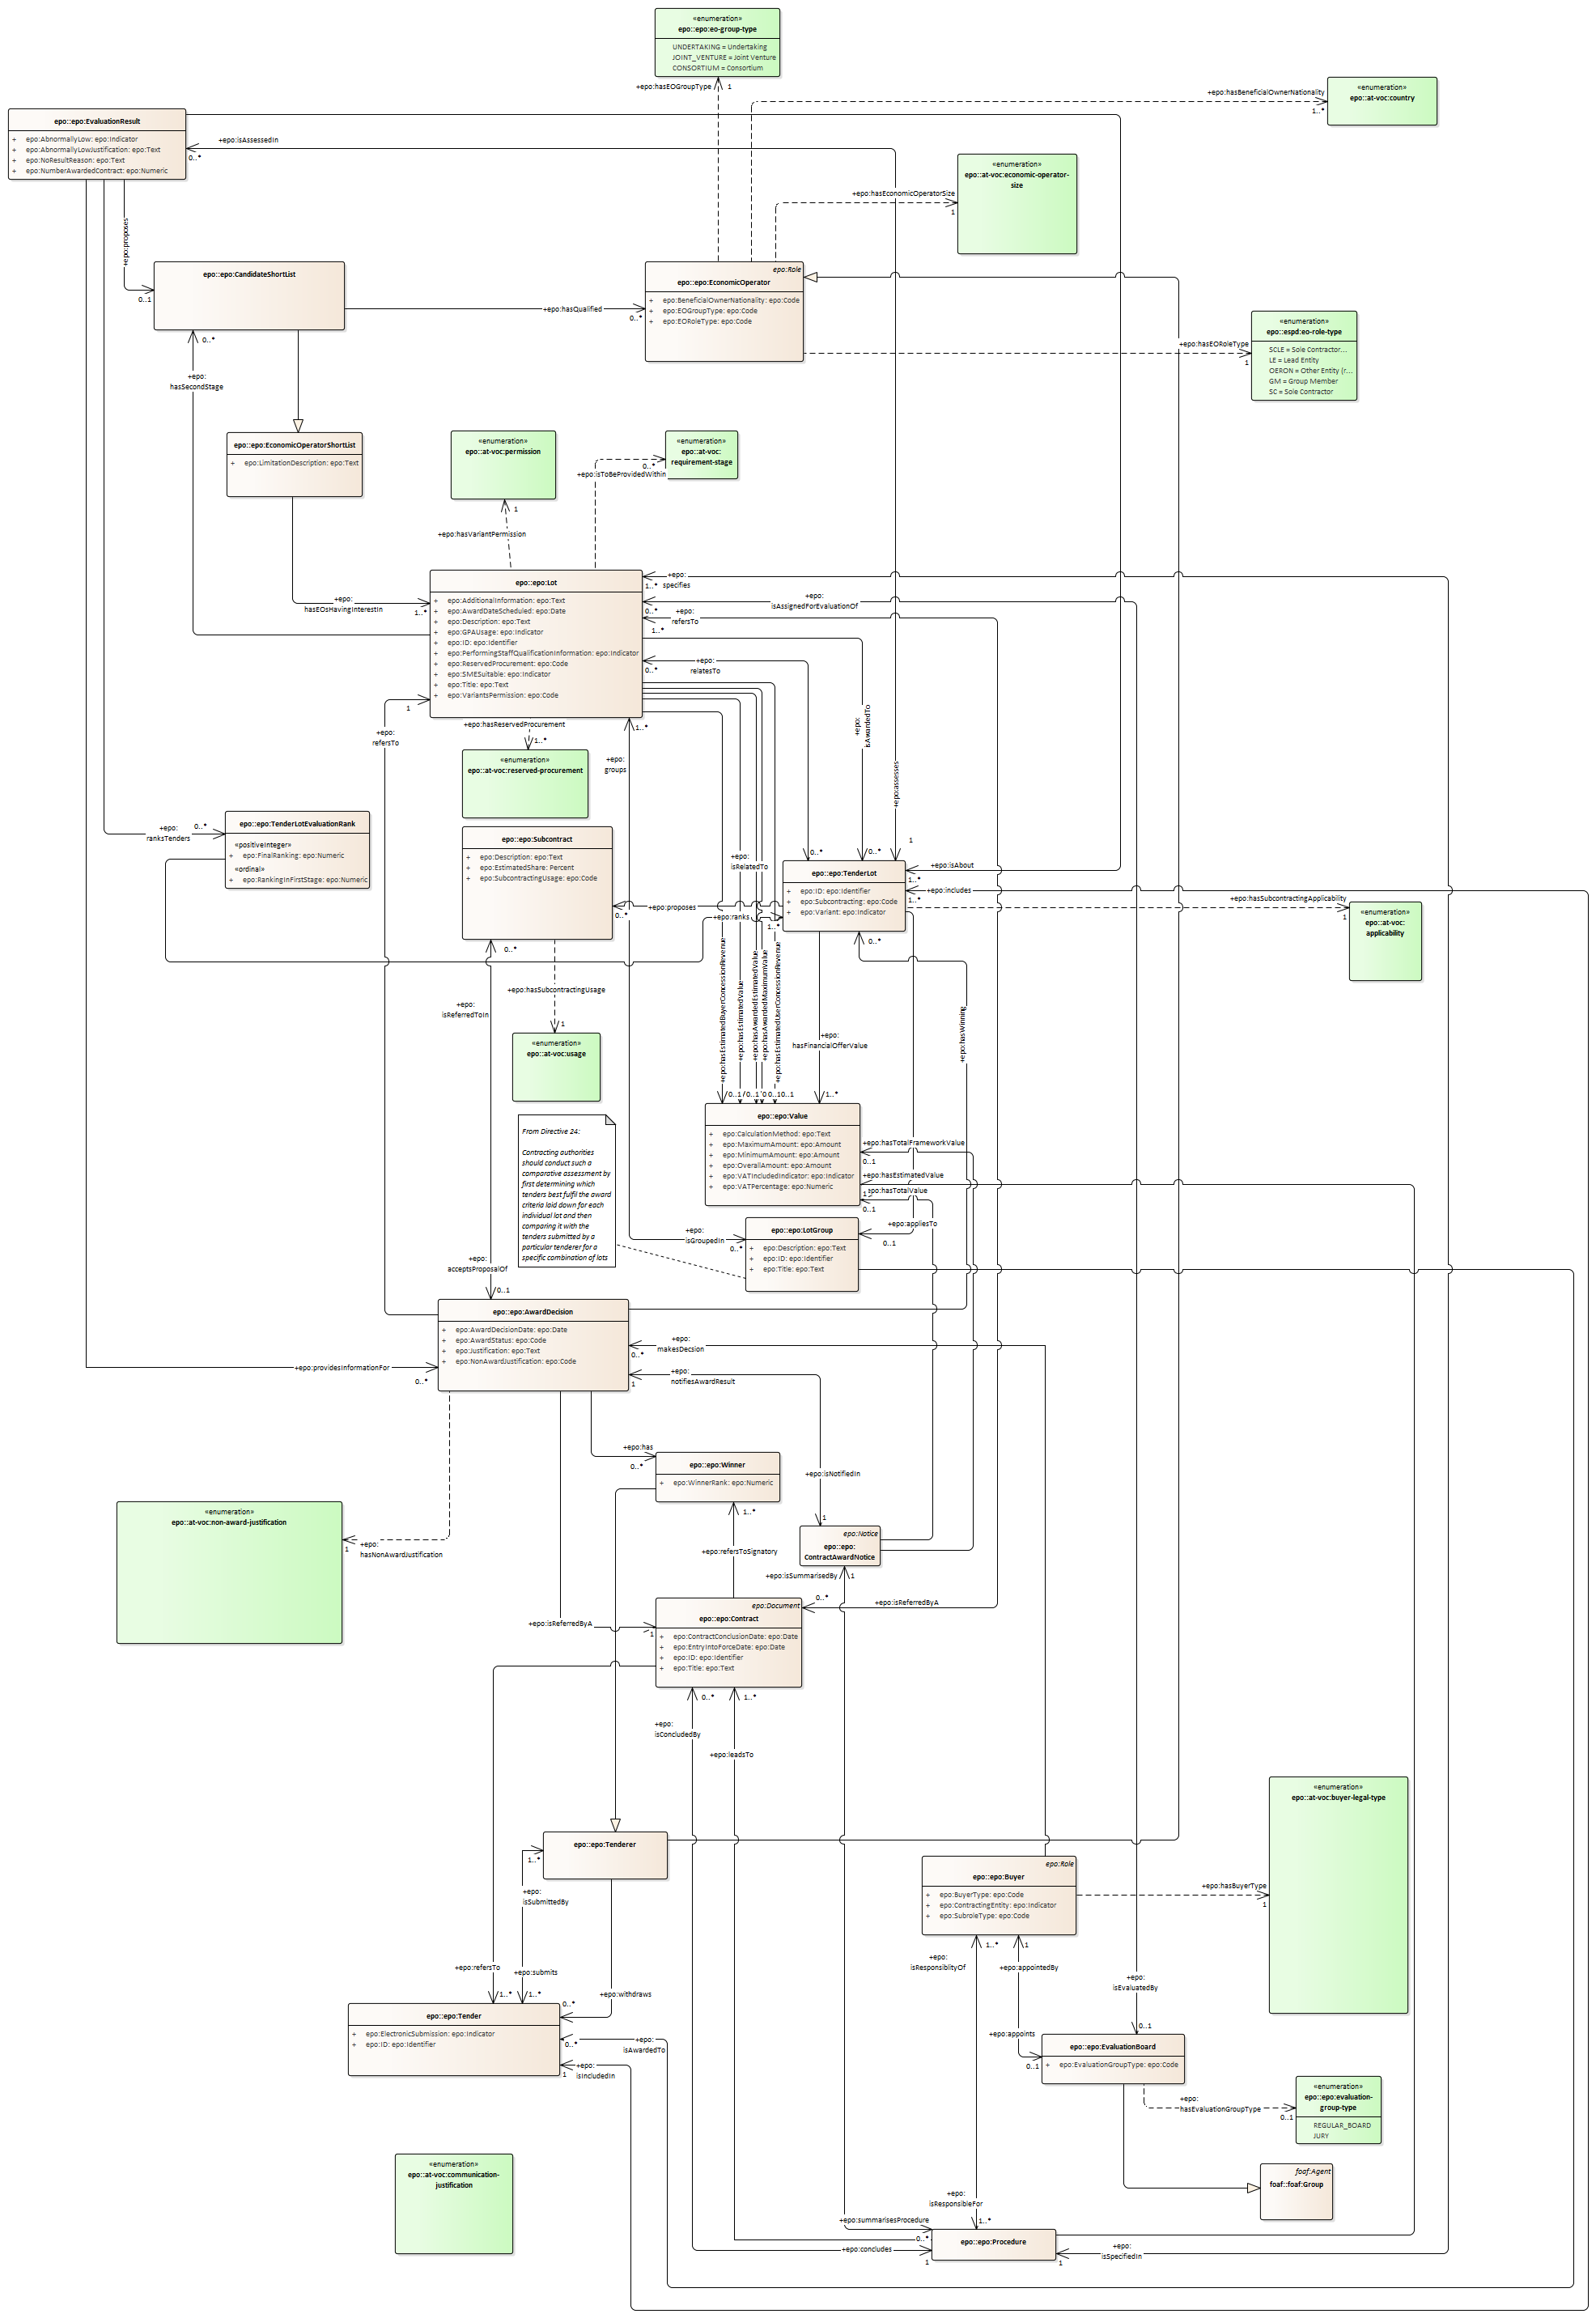 «enumeration»
epo::epo:eo-group-type
UNDERTAKING = Undertaking
JOINT_VENTURE = Joint Venture
CONSORTIUM = Consortium
+epo:hasEOGroupType
1
+epo:hasBeneficialOwnerNationality
1..*
«enumeration»
epo::at-voc:country
epo::epo:EvaluationResult
+ epo:AbnormallyLow: epo:Indicator
+ epo:AbnormallyLowJustification: epo:Text
+ epo:NoResultReason: epo:Text
+ epo:NumberAwardedContract: epo:Numeric
+epo:isAssessedIn
0..*
«enumeration»
epo::at-voc:economic-operator-
size
+epo:hasEconomicOperatorSize
1
+epo:proposes
0..1
epo::epo:CandidateShortList
+epo:hasQualified
0..*
epo:Role
epo::epo:EconomicOperator
+ epo:BeneficialOwnerNationality: epo:Code
+ epo:EOGroupType: epo:Code
+ epo:EORoleType: epo:Code
+epo:hasEORoleType
1
«enumeration»
epo::espd:eo-role-type
SCLE = Sole Contractor...
LE = Lead Entity
OERON = Other Entity (r...
GM = Group Member
SC = Sole Contractor
0..*
+epo:
hasSecondStage
epo::epo:EconomicOperatorShortList
+ epo:LimitationDescription: epo:Text
«enumeration»
epo::at-voc:permission
«enumeration»
epo::at-voc:
requirement-stage
0..*
+epo:isToBeProvidedWithin
1
+epo:hasVariantPermission
+epo:
hasEOsHavingInterestIn
1..*
epo::epo:Lot
+ epo:AdditionalInformation: epo:Text
+ epo:AwardDateScheduled: epo:Date
+ epo:Description: epo:Text
+ epo:GPAUsage: epo:Indicator
+ epo:ID: epo:Identifier
+ epo:PerformingStaffQualificationInformation: epo:Indicator
+ epo:ReservedProcurement: epo:Code
+ epo:SMESuitable: epo:Indicator
+ epo:Title: epo:Text
+ epo:VariantsPermission: epo:Code
+epo:
specifies
1..*
+epo:
isAssignedForEvaluationOf
0..*
+epo:
refersTo
1..*
+epo:
relatesTo
0..*
1
+epo:
refersTo
+epo:hasReservedProcurement
1..*
«enumeration»
epo::at-voc:reserved-procurement
1..*
+epo:
groups
+epo:
isAwardedTo
+epo:assesses
1
0..*
0..*
+epo:
isRelatedTo
+epo:
ranksTenders
0..*
epo::epo:TenderLotEvaluationRank
«positiveInteger»
+ epo:FinalRanking: epo:Numeric
«ordinal»
+ epo:RankingInFirstStage: epo:Numeric
epo::epo:Subcontract
+ epo:Description: epo:Text
+ epo:EstimatedShare: Percent
+ epo:SubcontractingUsage: epo:Code
+epo:proposes
0..*
+epo:ranks
1..*
epo::epo:TenderLot
+ epo:ID: epo:Identifier
+ epo:Subcontracting: epo:Code
+ epo:Variant: epo:Indicator
+epo:isAbout
1..*
+epo:includes
1..*
+epo:hasSubcontractingApplicability
1
«enumeration»
epo::at-voc:
applicability
0..*
0..*
+epo:hasSubcontractingUsage
1
+epo:
isReferredToIn
«enumeration»
epo::at-voc:usage
+epo:hasEstimatedBuyerConcessionRevenue
+epo:hasEstimatedValue
+epo:hasAwardedEstimatedValue
+epo:hasAwardedMaximumValue
+epo:hasEstimatedUserConcessionRevenue
+epo:
hasFinancialOfferValue
1..*
+epo:hasWinning
epo::epo:Value
+ epo:CalculationMethod: epo:Text
+ epo:MaximumAmount: epo:Amount
+ epo:MinimumAmount: epo:Amount
+ epo:OverallAmount: epo:Amount
+ epo:VATIncludedIndicator: epo:Indicator
+ epo:VATPercentage: epo:Numeric
+epo:hasTotalFrameworkValue
0..1
+epo:hasEstimatedValue
1
epo:hasTotalValue
0..1
From Directive 24:
Contracting authorities
should conduct such a
comparative assessment by
first determining which
tenders best fulfil the award
criteria laid down for each
individual lot and then
comparing it with the
tenders submitted by a
particular tenderer for a
specific combination of lots
+epo:
isGroupedIn
0..*
epo::epo:LotGroup
+ epo:Description: epo:Text
+ epo:ID: epo:Identifier
+ epo:Title: epo:Text
+epo:appliesTo
0..1
+epo:
acceptsProposalOf
0..1
epo::epo:AwardDecision
+ epo:AwardDecisionDate: epo:Date
+ epo:AwardStatus: epo:Code
+ epo:Justification: epo:Text
+ epo:NonAwardJustification: epo:Code
+epo:providesInformationFor
0..*
+epo:
makesDecsion
0..*
+epo:
notifiesAwardResult
1
+epo:has
0..*
epo::epo:Winner
+ epo:WinnerRank: epo:Numeric
+epo:isNotifiedIn
1
«enumeration»
epo::at-voc:non-award-justification
1
+epo:
hasNonAwardJustification
1..*
+epo:refersToSignatory
epo:Notice
epo::epo:
ContractAwardNotice
+epo:isSummarisedBy
1
+epo:isReferredByA
1
epo:Document
epo::epo:Contract
+ epo:ContractConclusionDate: epo:Date
+ epo:EntryIntoForceDate: epo:Date
+ epo:ID: epo:Identifier
+ epo:Title: epo:Text
0..*
+epo:isReferredByA
0..*
1..*
+epo:
isConcludedBy
+epo:leadsTo
epo::epo:Tenderer
1..*
+epo:
isSubmittedBy
+epo:refersTo
+epo:submits
1..*
1..*
+epo:withdraws
0..*
epo::epo:Tender
+ epo:ElectronicSubmission: epo:Indicator
+ epo:ID: epo:Identifier
+epo:
isAwardedTo
0..*
+epo:
isIncludedIn
1
epo:Role
epo::epo:Buyer
+ epo:BuyerType: epo:Code
+ epo:ContractingEntity: epo:Indicator
+ epo:SubroleType: epo:Code
+epo:hasBuyerType
1
«enumeration»
epo::at-voc:buyer-legal-type
1..*
1
+epo:
isResponsiblityOf
+epo:appointedBy
+epo:
isEvaluatedBy
0..1
+epo:appoints
0..1
epo::epo:EvaluationBoard
+ epo:EvaluationGroupType: epo:Code
+epo:
hasEvaluationGroupType
0..1
«enumeration»
epo::epo:evaluation-
group-type
REGULAR_BOARD
JURY
foaf:Agent
foaf::foaf:Group
«enumeration»
epo::at-voc:communication-
justification
+epo:
isResponsibleFor
1..*
+epo:summarisesProcedure
0..*
+epo:concludes
1
epo::epo:Procedure
+epo:
isSpecifiedIn
1